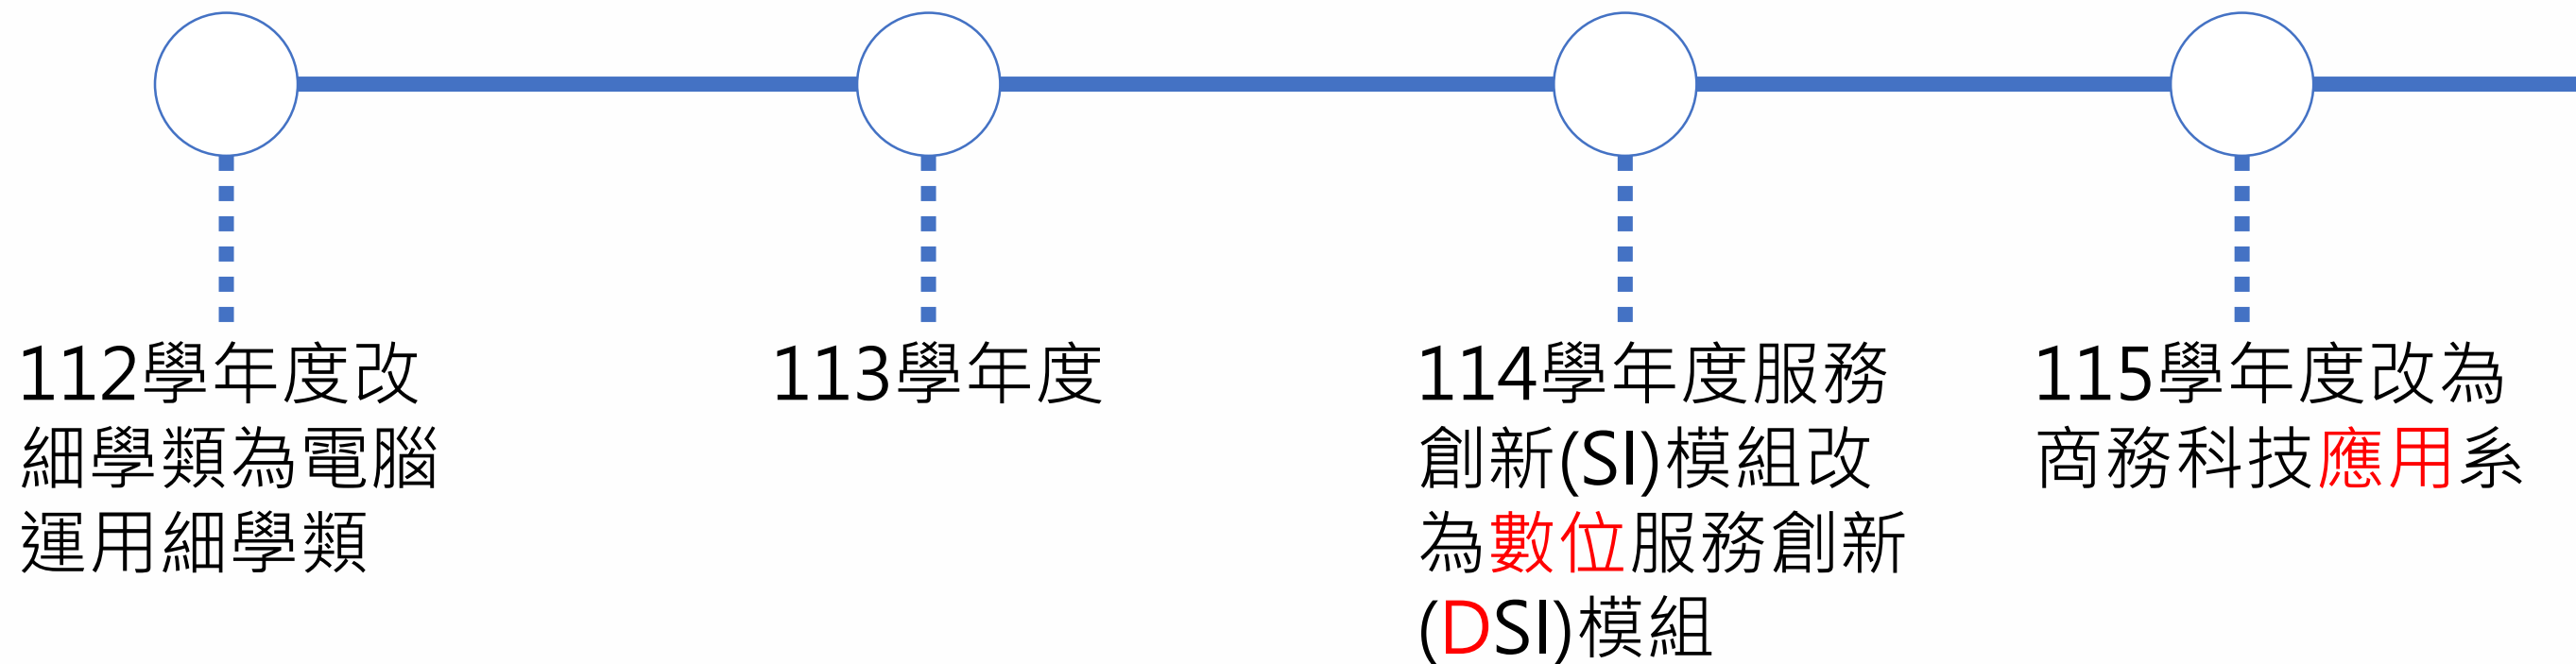 112學年度改
細學類為電腦
運用細學類
113學年度
114學年度服務
創新(SI)模組改
為數位服務創新
(DSI)模組
115學年度改為
商務科技應用系